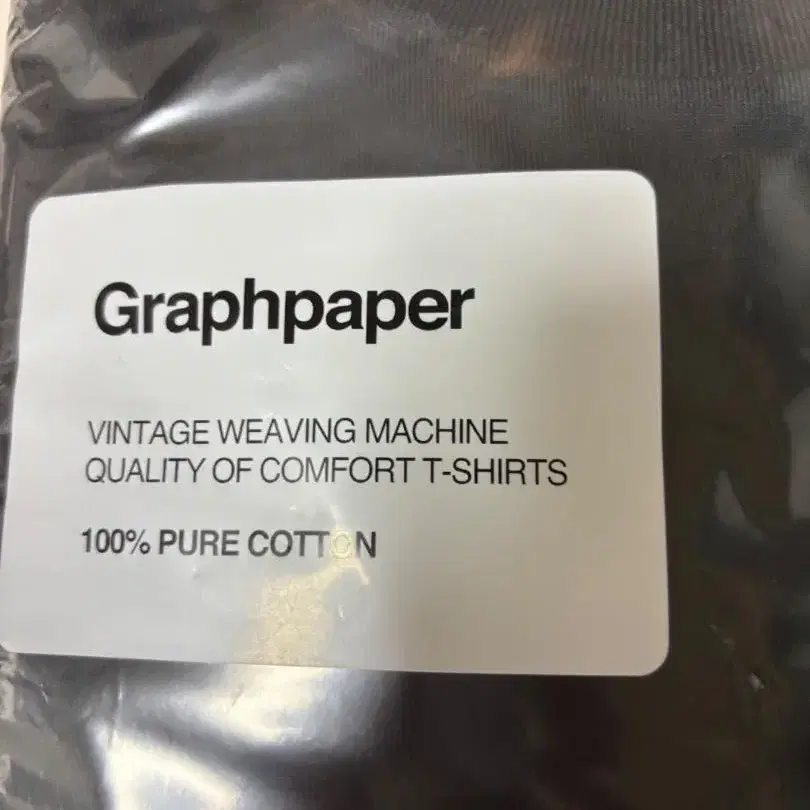 Graphpaper
VINTAGE WEAVING MACHINE
QUALITY OF COMFORT T-SHIRTS
100% PURE COTTON